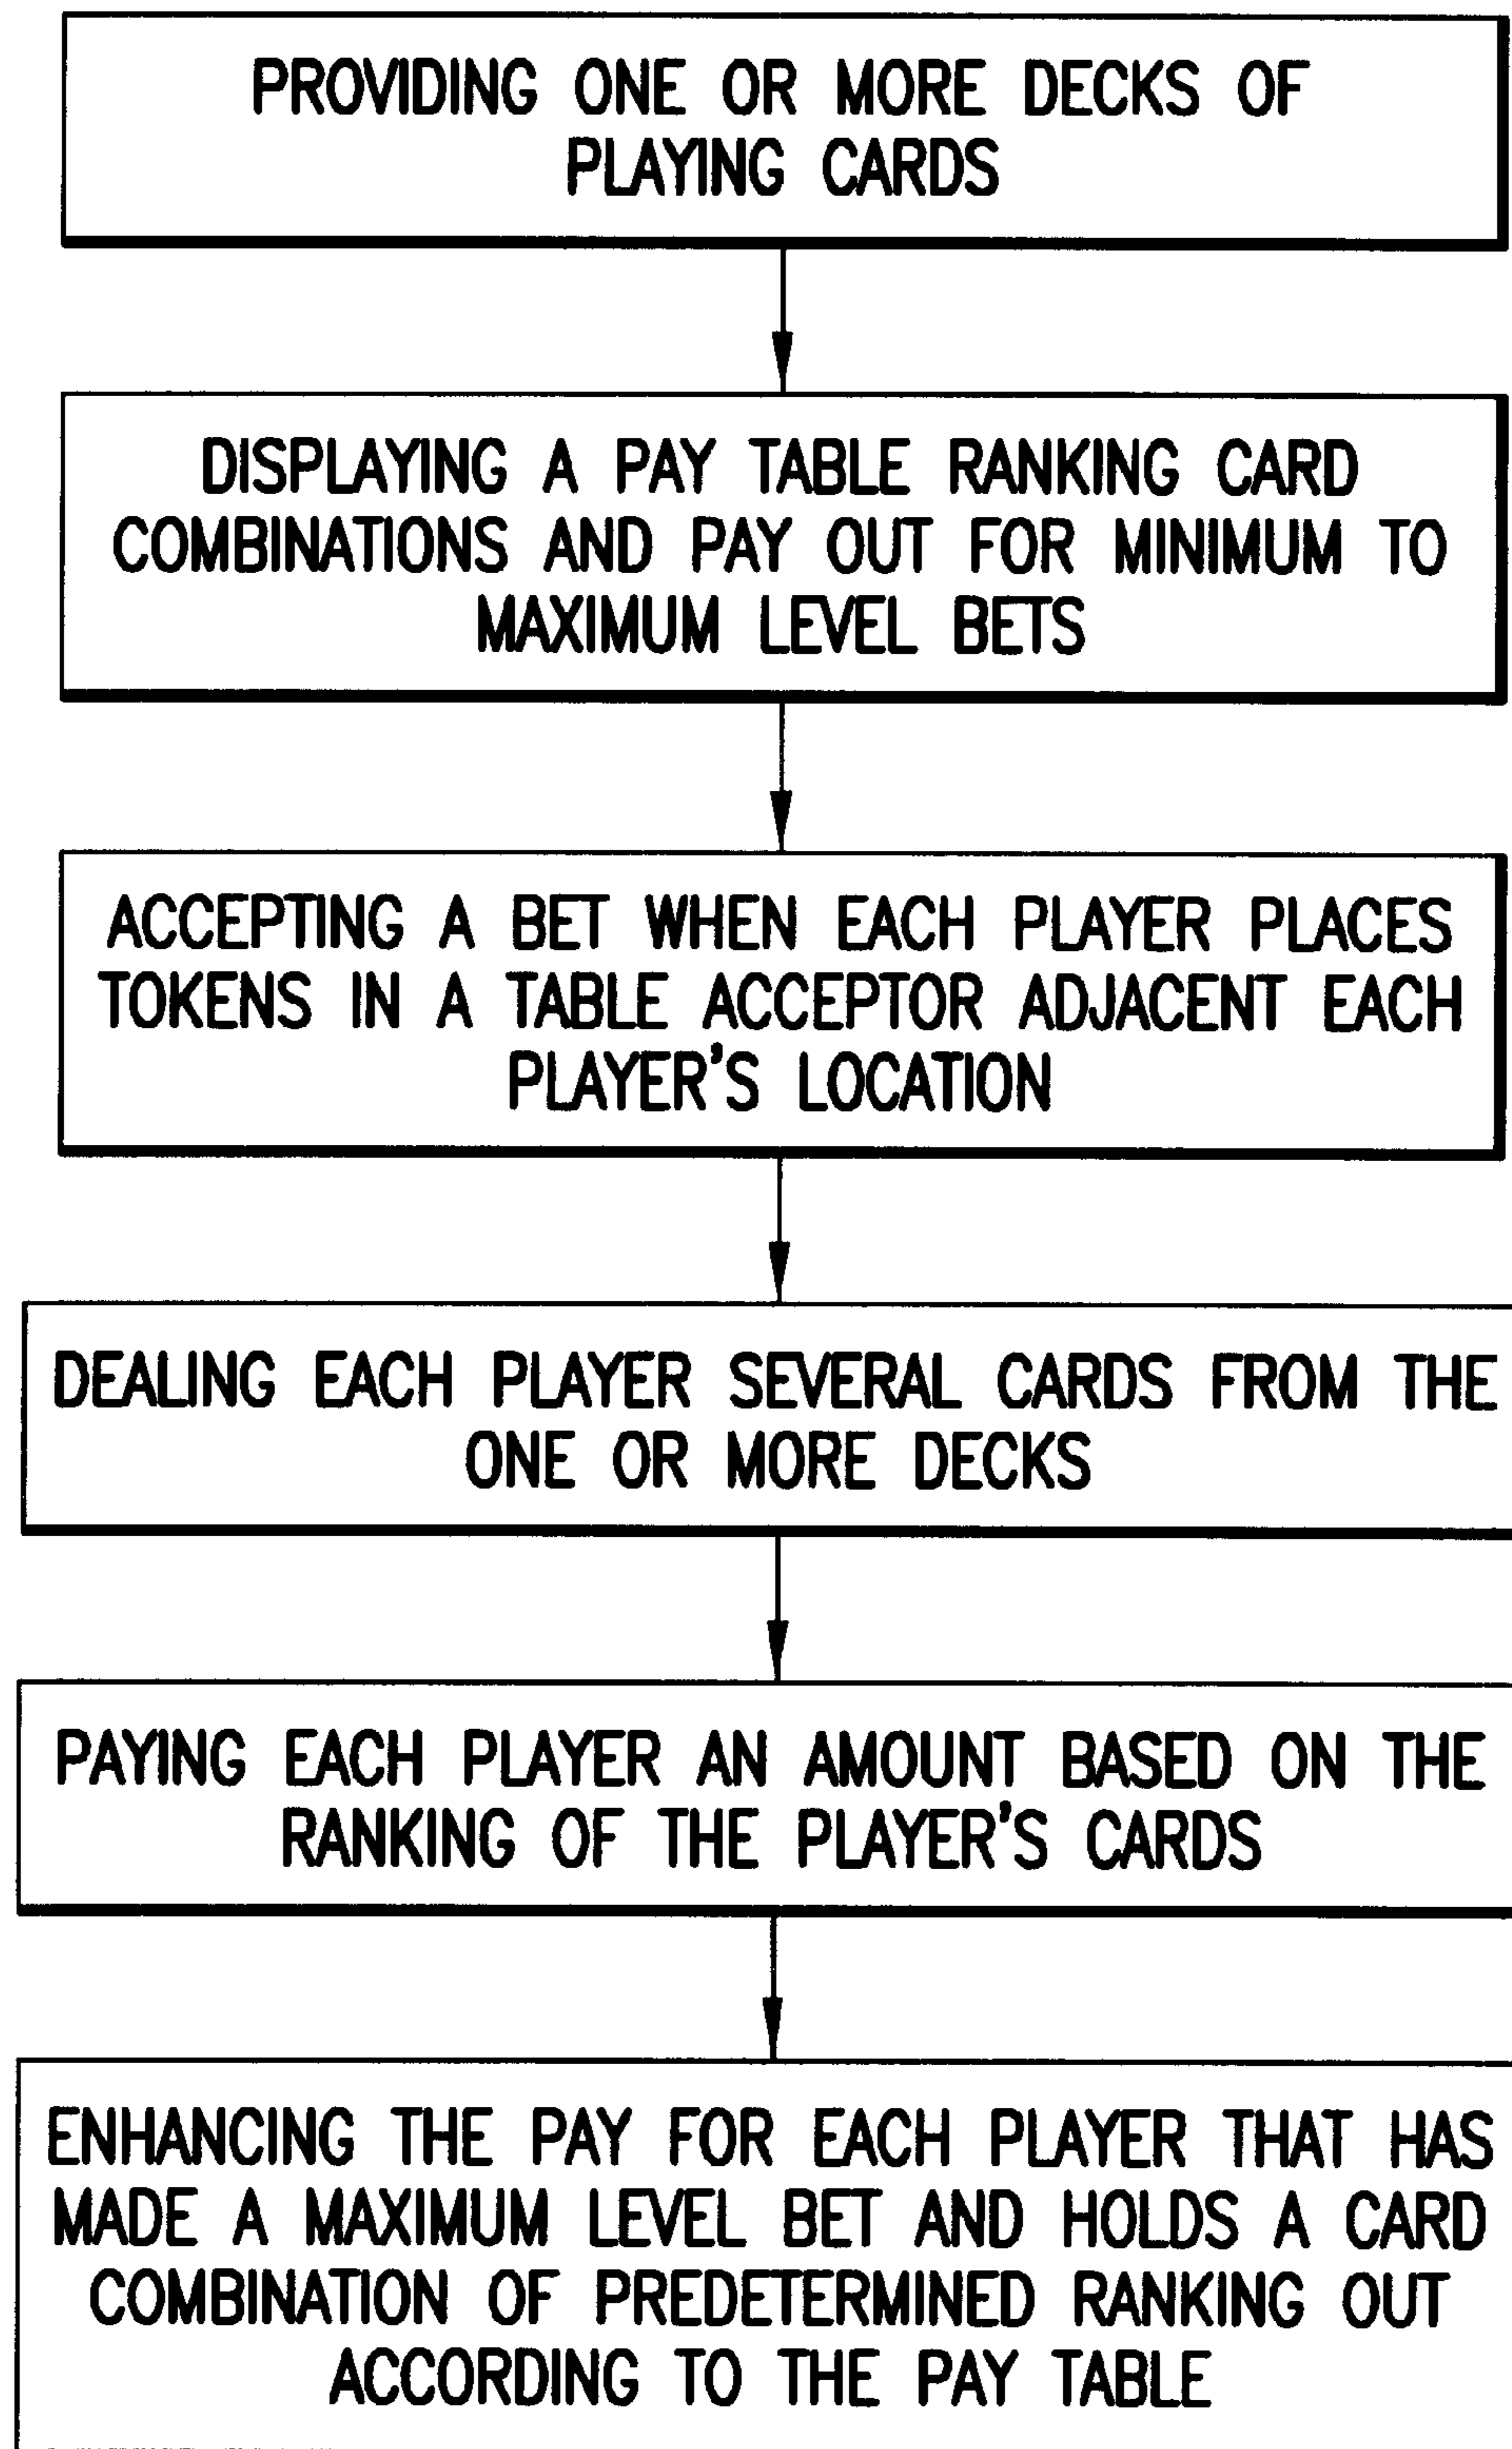 PROVIDING ONE OR MORE DECKS OF
PLAYING CARDS
DISPLAYING A PAY TABLE RANKING CARD
COMBINATIONS AND PAY OUT FOR MINIMUM TO
MAXIMUM LEVEL BETS
ACCEPTING A BET WHEN EACH PLAYER PLACES
TOKENS IN A TABLE ACCEPTOR ADJACENT EACH
PLAYER'S LOCATION
DEALING EACH PLAYER SEVERAL CARDS FROM THE
ONE OR MORE DECKS
PAYING EACH PLAYER AN AMOUNT BASED ON THE
RANKING OF THE PLAYER'S CARDS
ENHANCING THE PAY FOR EACH PLAYER THAT HAS
MADE A MAXIMUM LEVEL BET AND HOLDS A CARD
COMBINATION OF PREDETERMINED RANKING OUT
ACCORDING TO THE PAY TABLE